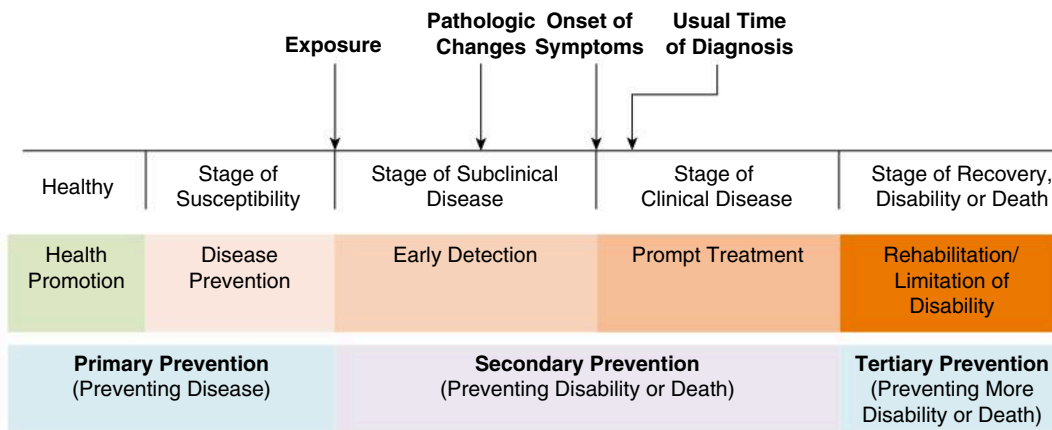 Exposure
Pathologic
Changes
Onset of
Symptoms
Usual Time
of Diagnosis
Healthy
Stage of
Susceptibility
Stage of Subclinical
Disease
Stage of
Clinical Disease
Stage of Recovery,
Disability or Death
Health
Promotion
Disease
Prevention
Early Detection
Prompt Treatment
Rehabilitation/
Limitation of
Disability
Primary Prevention
(Preventing Disease)
Secondary Prevention
(Preventing Disability or Death)
Tertiary Prevention
(Preventing More
Disability or Death)